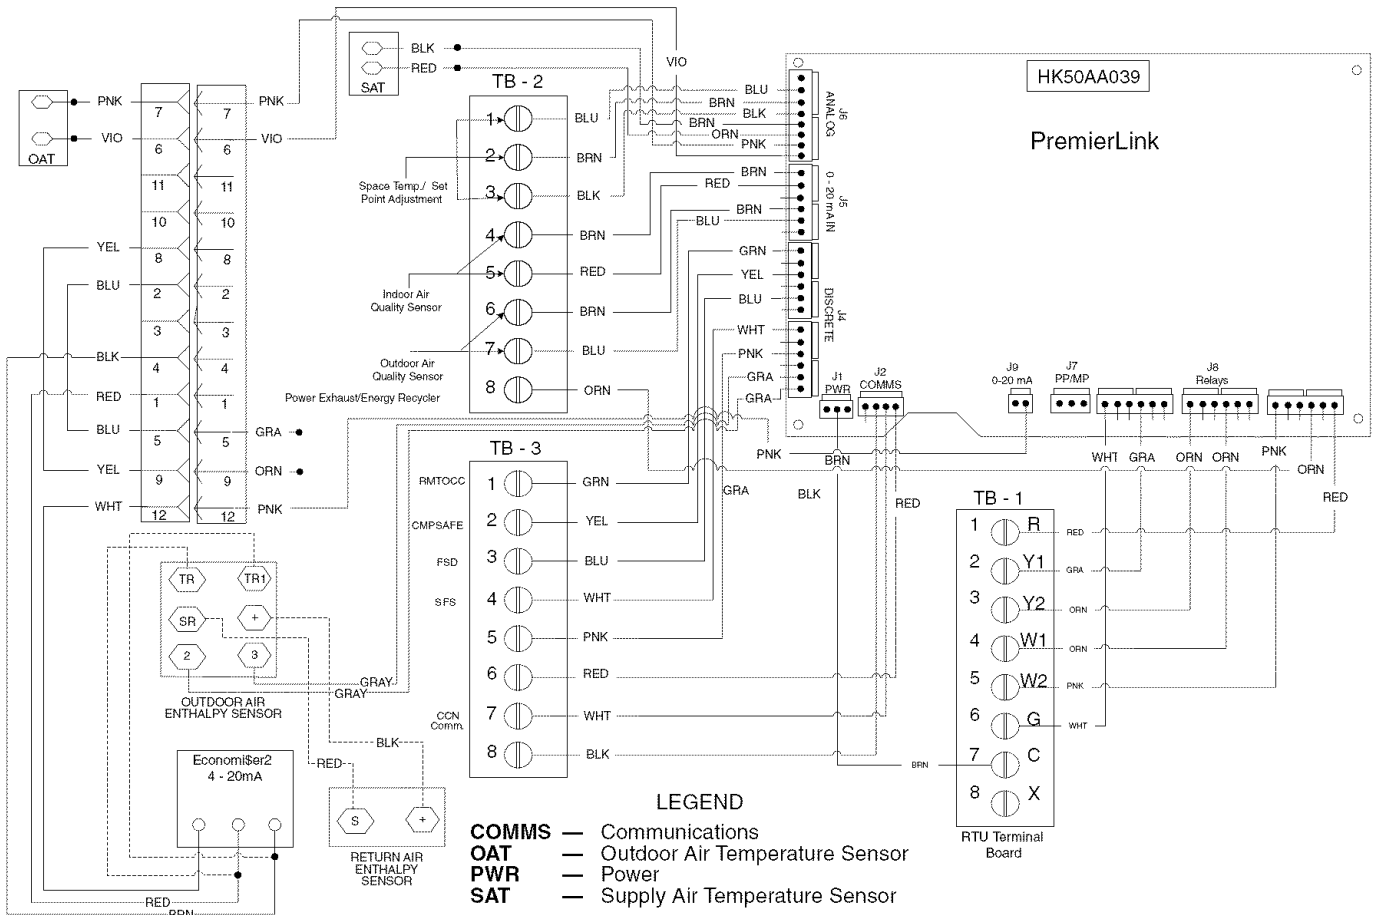 BLK
RED
SAT
PNK
VIO
OAT
7
6
11
10
8
2
3
4
1
5
9
12
7
6
11
10
8
2
3
4
1
5
9
12
PNK
VIO
YEL
BLU
BLK
RED
BLU
YEL
WHT
GRA
ORN
PNK
VIO
TB - 2
1 BLU
2 BRN
3 BLK
4 BRN
5 RED
6 BRN
7 BLU
8 ORN
Space Temp./ Set
Point Adjustment
Indoor Air
Quality Sensor
Outdoor Air
Quality Sensor
Power Exhaust/Energy Recycler
BLU
BRN
BLK
BRN
ORN
PNK
BRN
RED
BRN
BLU
GRN
YEL
BLU
WHT
PNK
GRA
GRA
HK50AA039
PremierLink
J6
ANALOG
J5
0 - 20 mA IN
J4
DISCRETE
J1
PWR
J2
COMMS
J9
0-20 mA
J7
PP/MP
J8
Relays
PNK
BRN
GRA
BLK
RED
WHT
GRA
ORN
ORN
PNK
ORN
RED
TB - 3
RMTOCC 1 GRN
CMPSAFE 2 YEL
FSD 3 BLU
SFS 4 WHT
5 PNK
6 RED
CCN
Comm.
7 WHT
8 BLK
TB - 1
1 R RED
2 Y1 GRA
3 Y2 ORN
4 W1 ORN
5 W2 PNK
6 G WHT
BRN 7 C
8 X
RTU Terminal
Board
TR
TR1
SR
+
2
3
GRAY
GRAY
OUTDOOR AIR
ENTHALPY SENSOR
BLK
RED
Economi$er2
4 - 20mA
S
+
RETURN AIR
ENTHALPY
SENSOR
RED
BRN
LEGEND
COMMS — Communications
OAT — Outdoor Air Temperature Sensor
PWR — Power
SAT — Supply Air Temperature Sensor